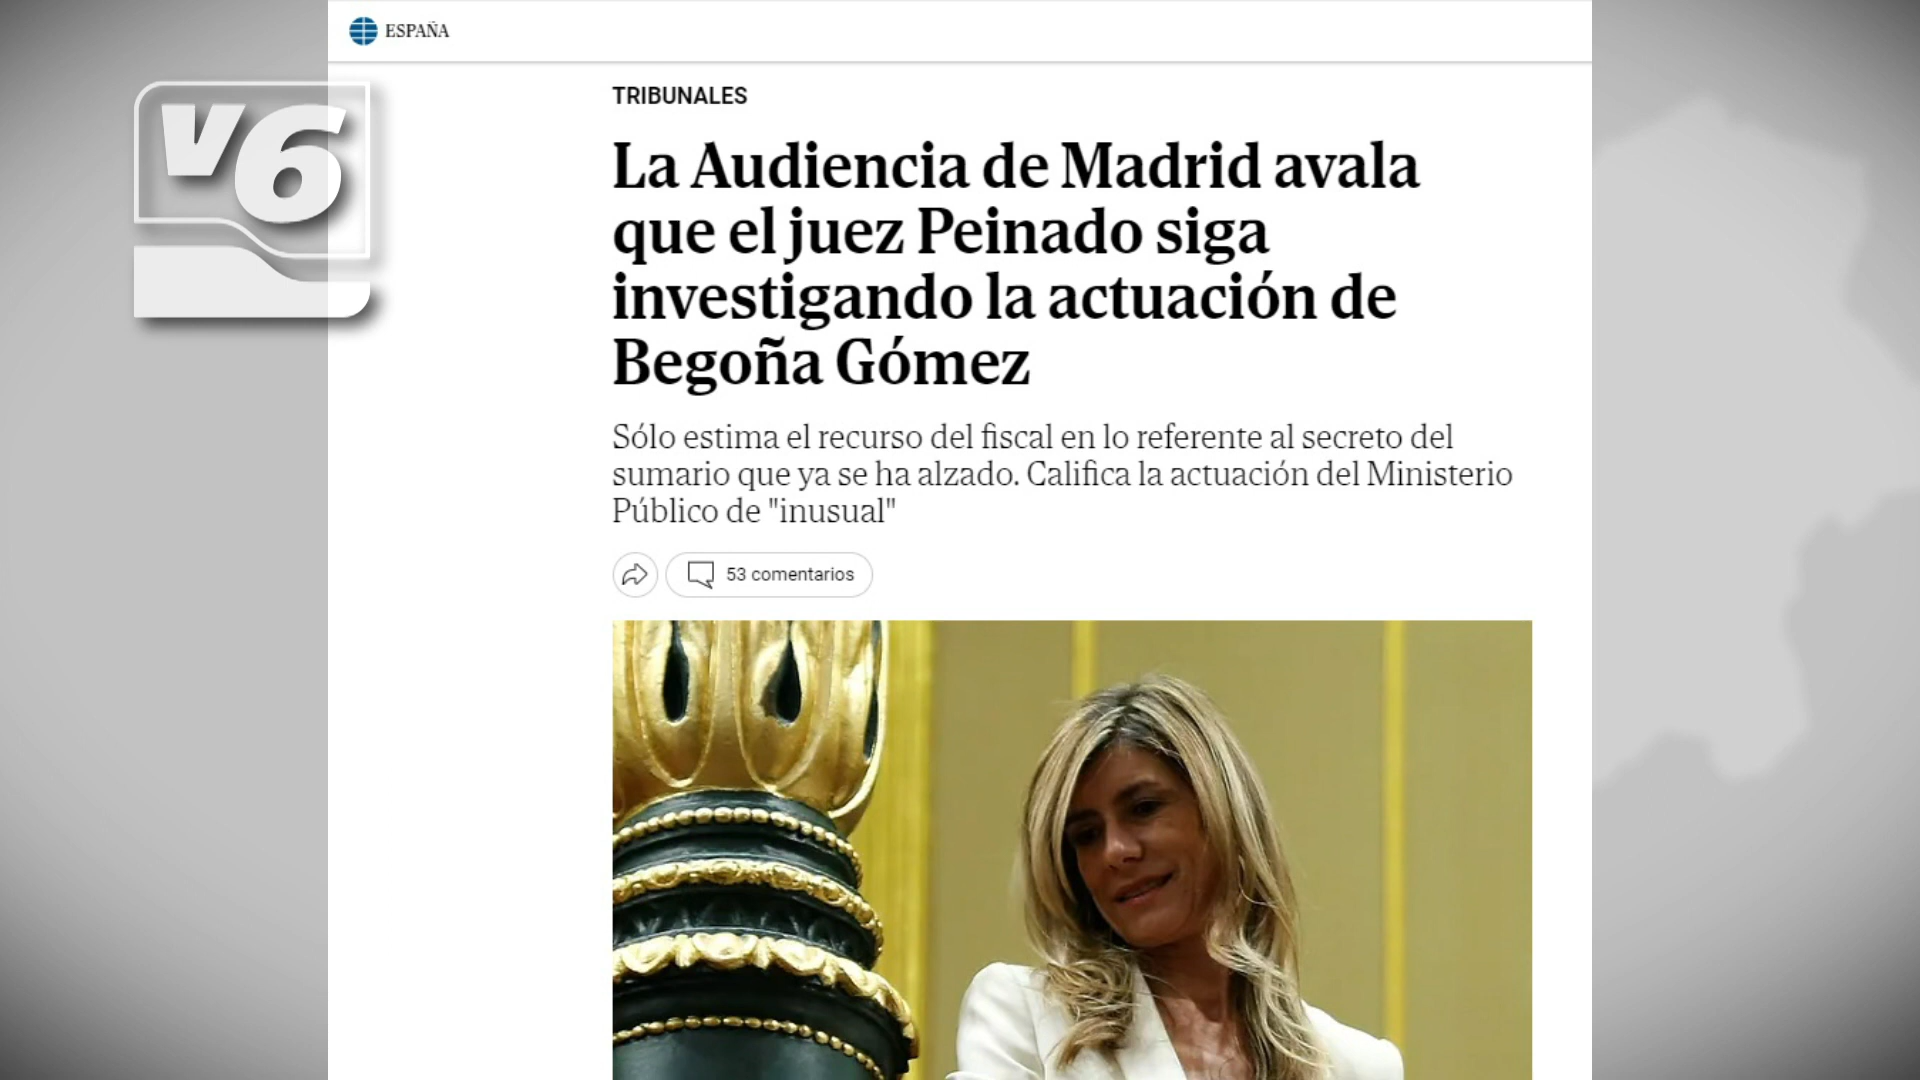 ESPAÑA
V6
TRIBUNALES
La Audiencia de Madrid avala
que el juez Peinado siga
investigando la actuación de
Begoña Gómez
Sólo estima el recurso del fiscal en lo referente al secreto del
sumario que ya se ha alzado. Califica la actuación del Ministerio
Público de "inusual"
53 comentarios